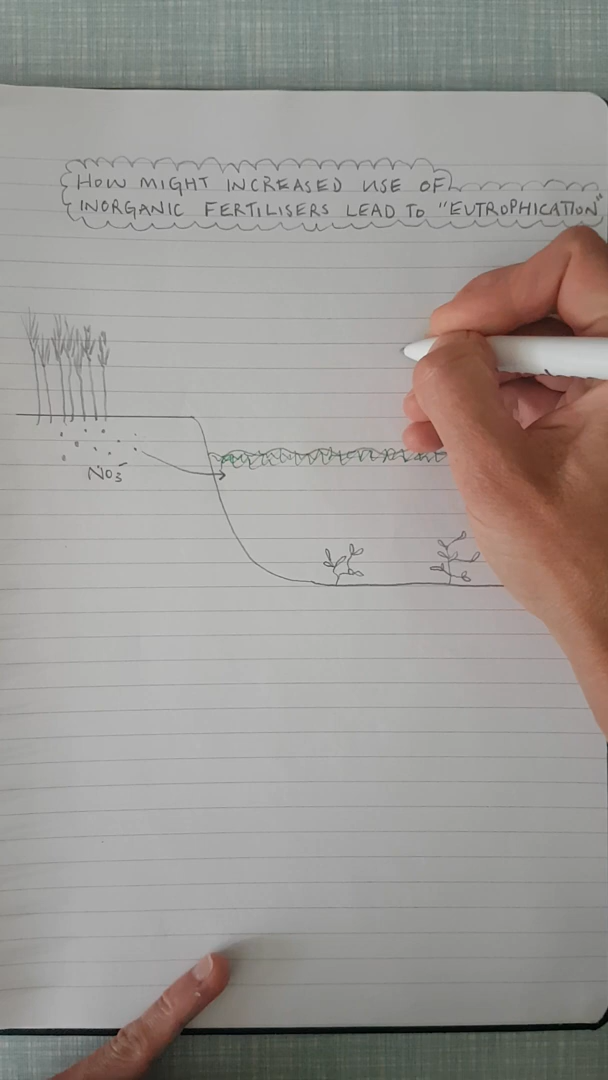 HOW MIGHT INCREASED USE OF
INORGANIC FERTILISERS LEAD TO "EUTROPHICATION"
NO₃⁻